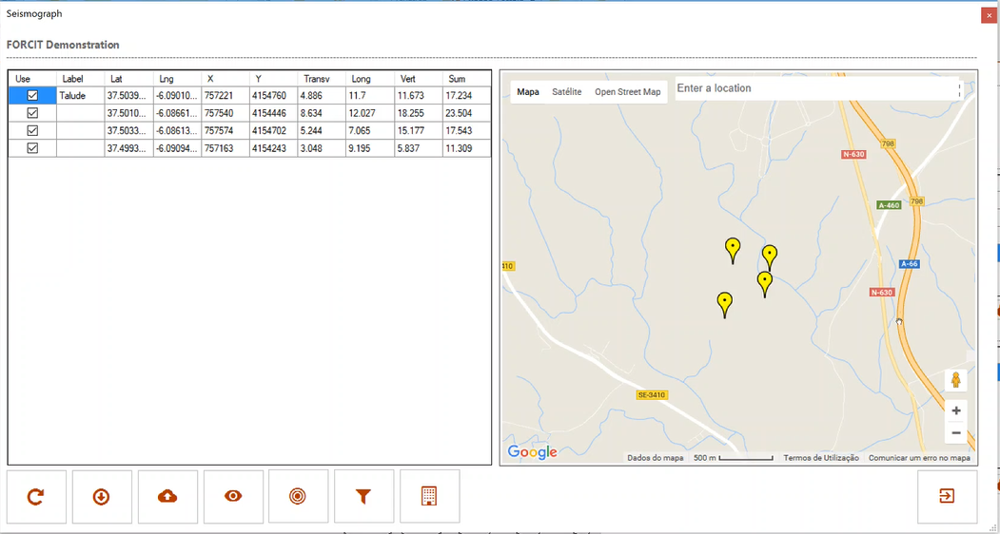 Seismograph
FORCIT Demonstration
Use Label Lat Lng X Y Transv Long Vert Sum
Talude 37.5039... -6.09010... 757221 4154760 4.886 11.7 11.673 17.234
37.5010... -6.08661... 757540 4154446 8.634 12.027 18.255 23.504
37.5033... -6.08613... 757574 4154702 5.244 7.065 15.177 17.543
37.4993... -6.09094... 757163 4154243 3.048 9.195 5.837 11.309
Mapa Satélite Open Street Map Enter a location
798
N-630
798
A-460
A-66
410
N-630
SE-3410
Google
Dados do mapa 500 m Termos de Utilização Comunicar um erro no mapa